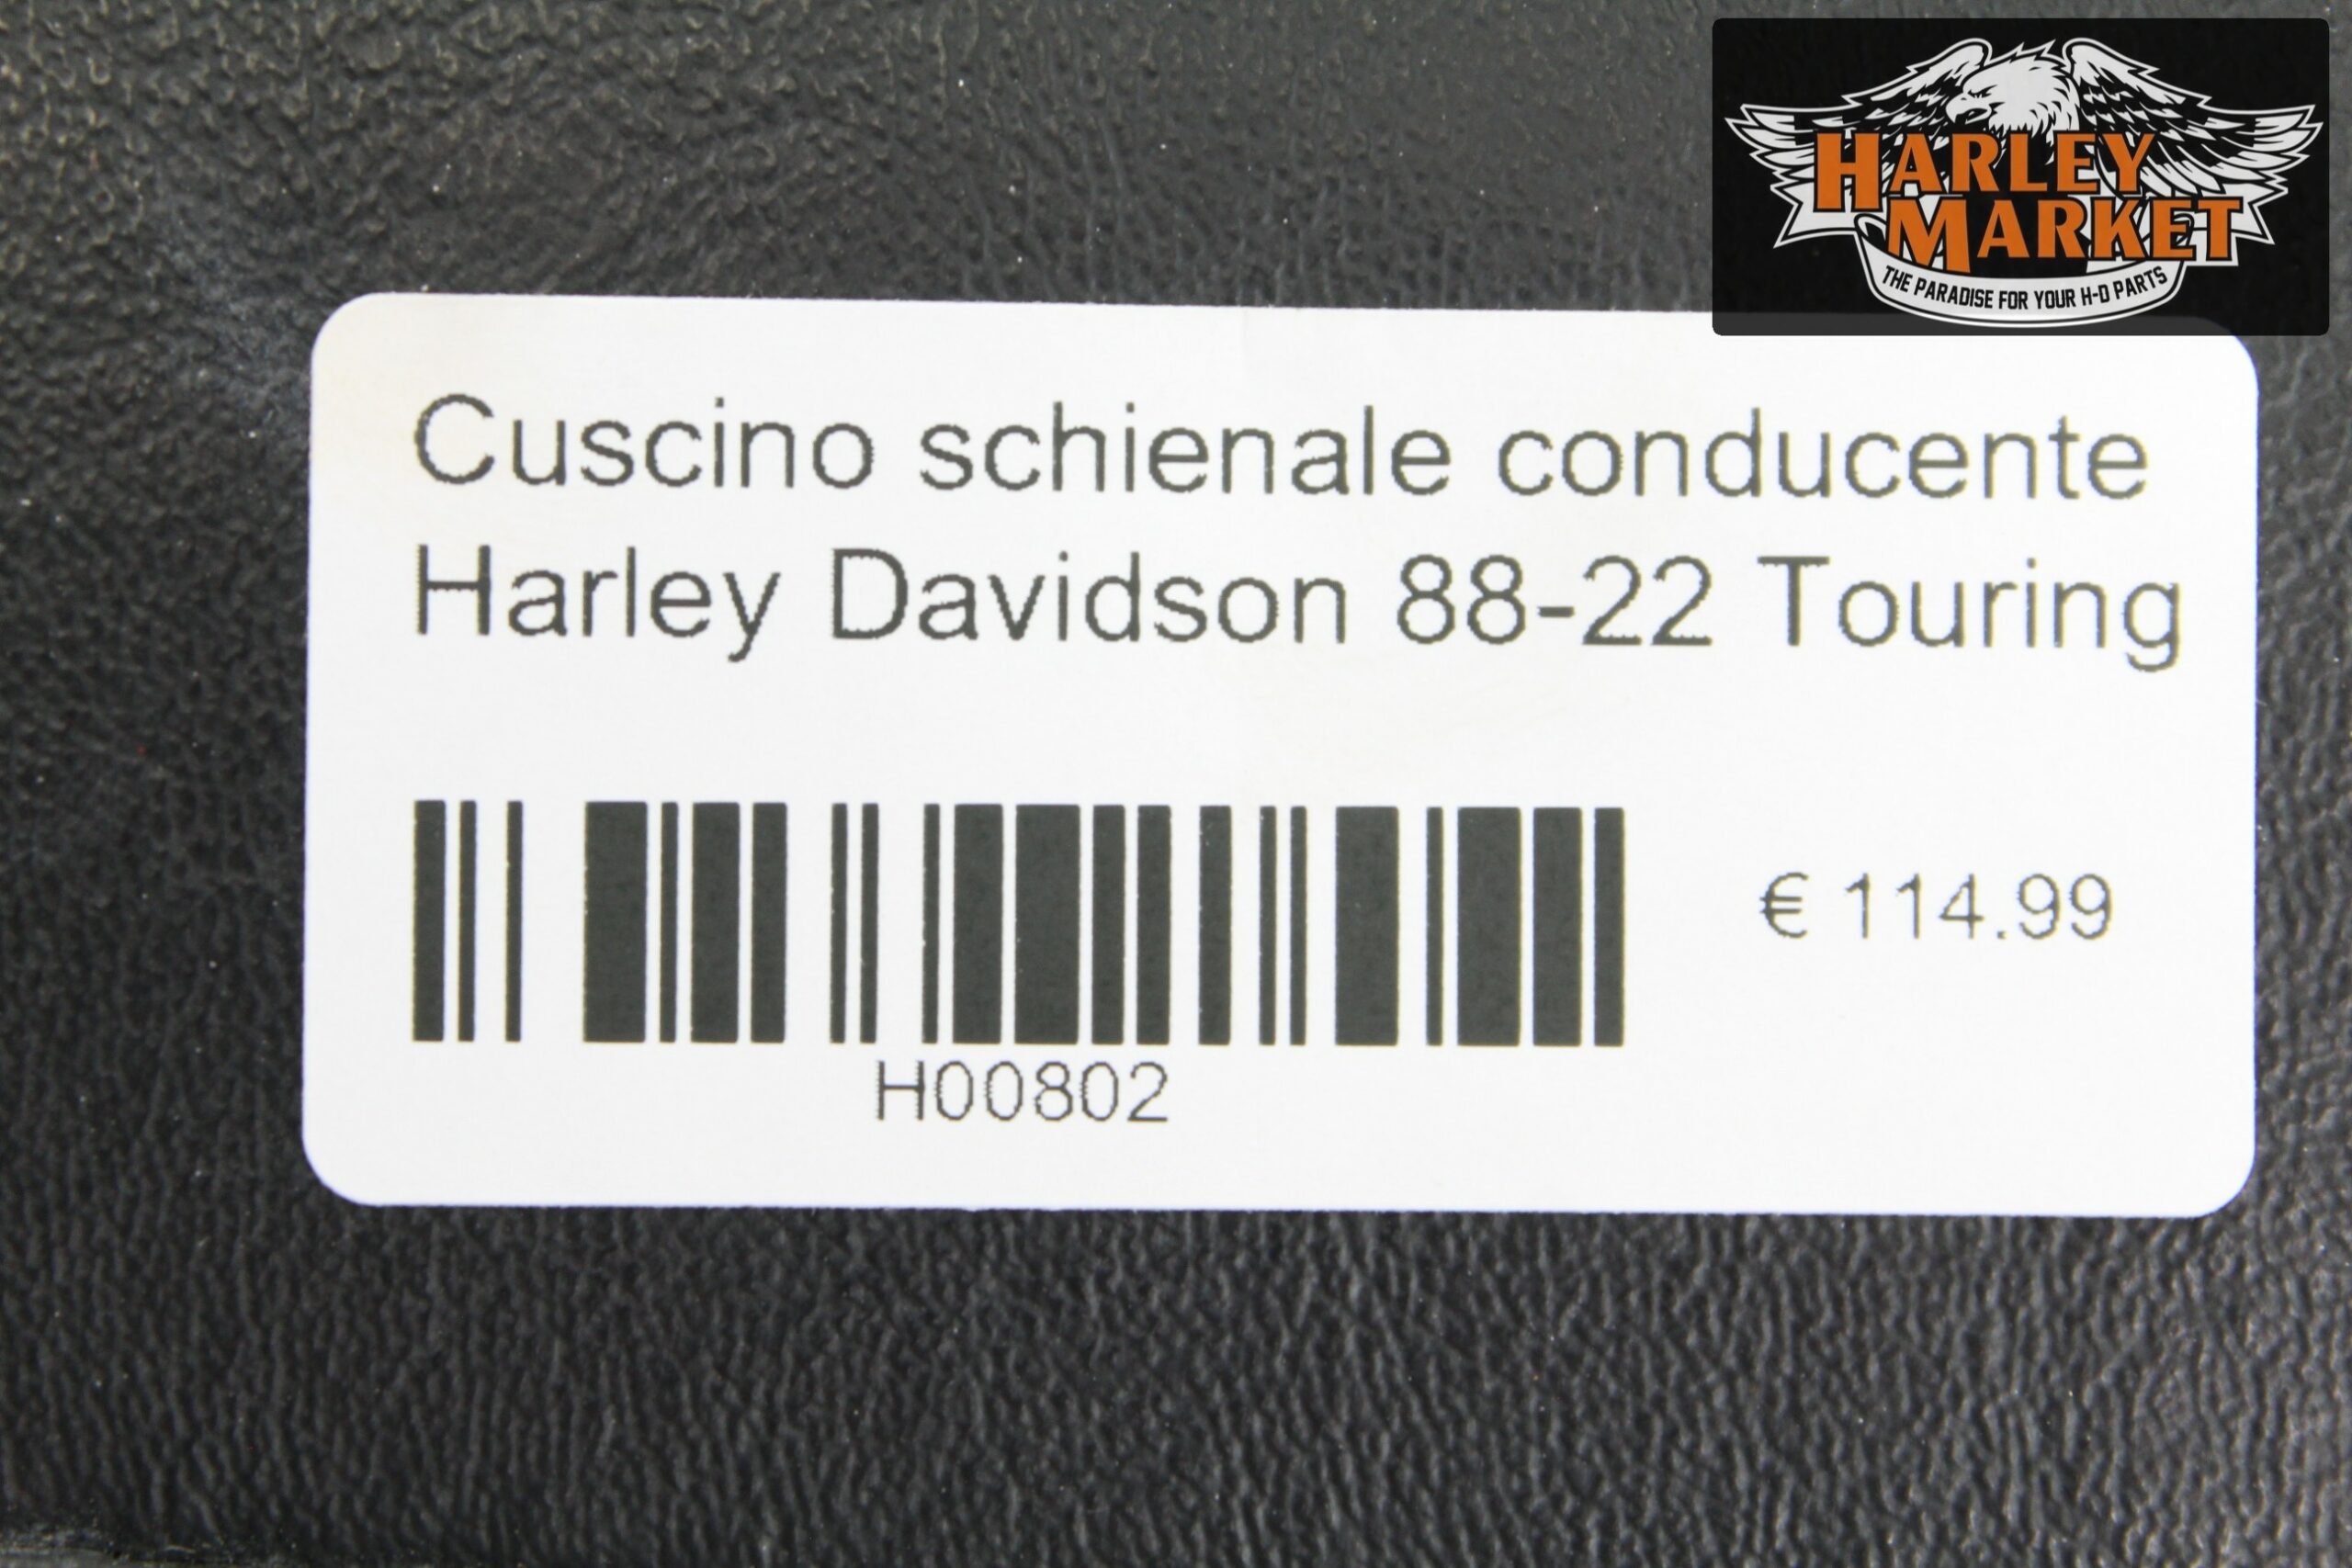 HARLEY
MARKET
THE PARADISE FOR YOUR H-D PARTS
Cuscino schienale conducente
Harley Davidson 88-22 Touring
€ 114.99
H00802